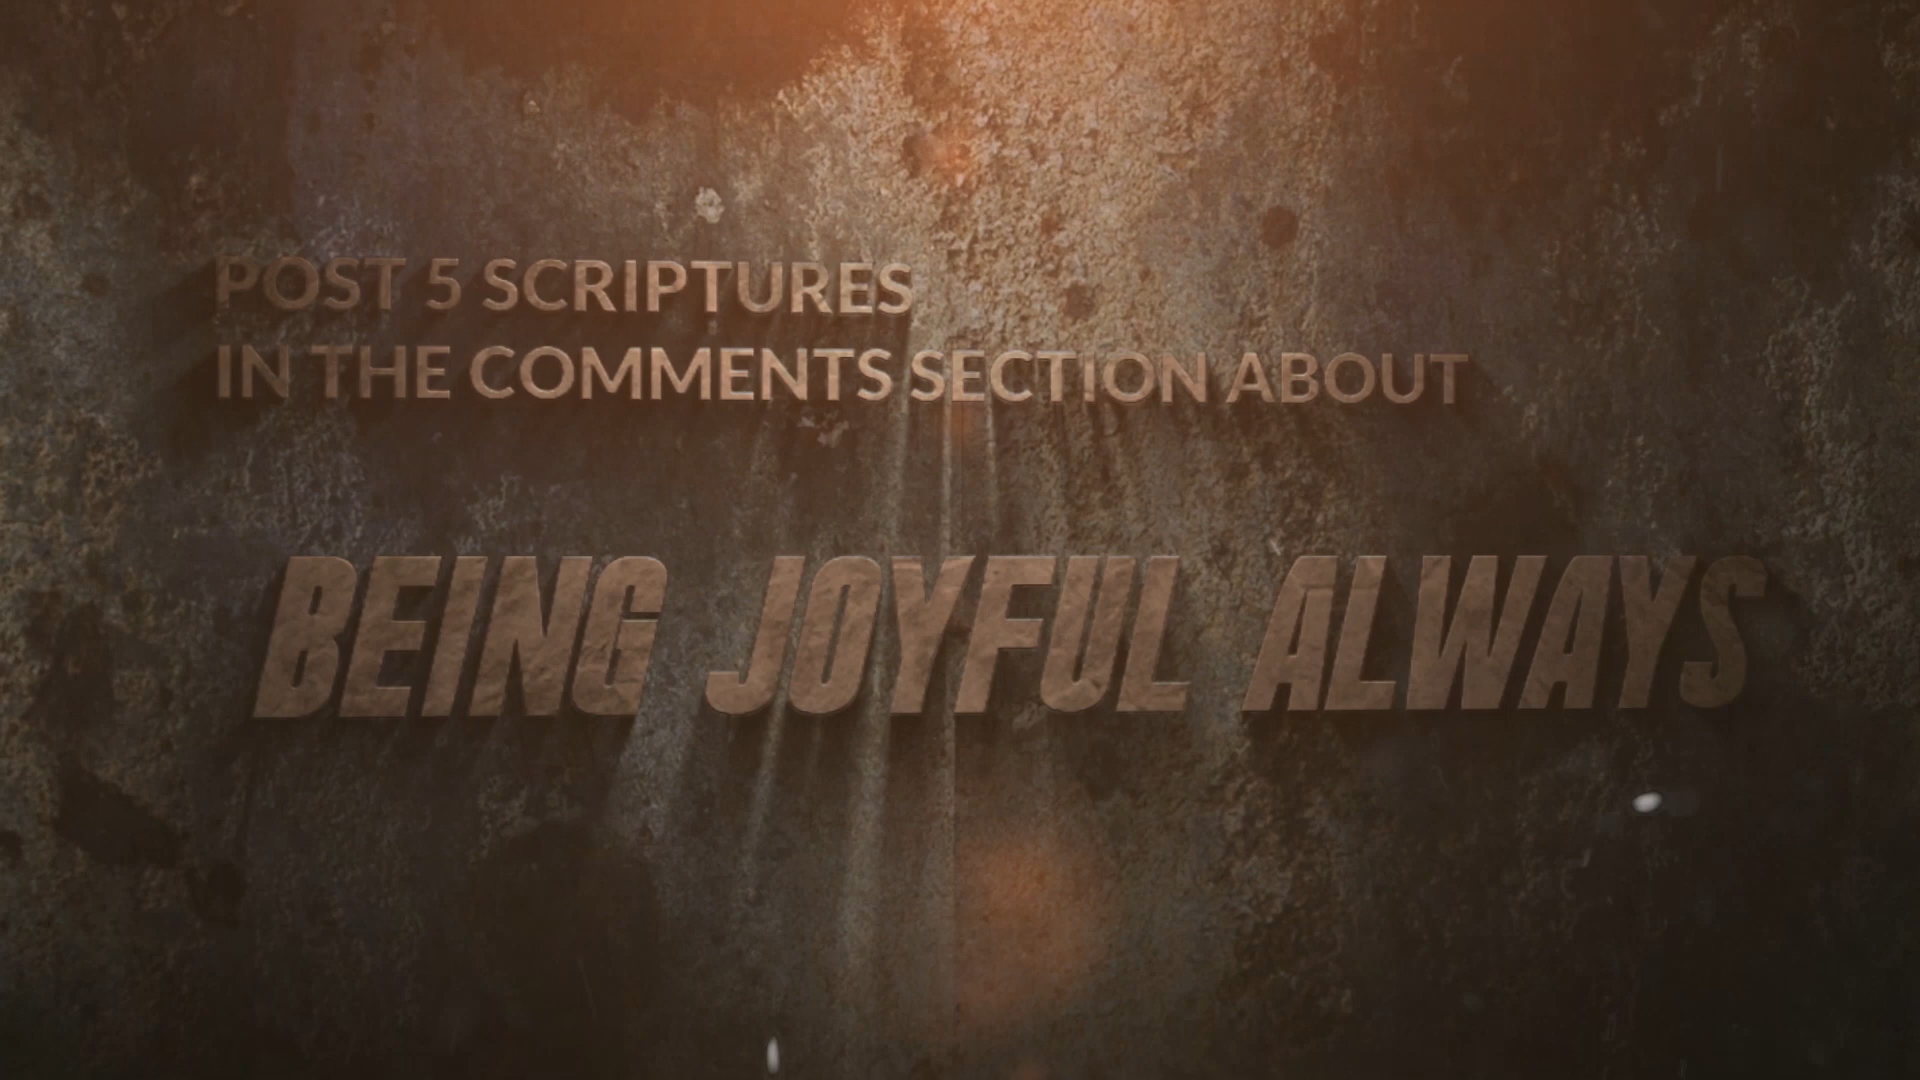 POST 5 SCRIPTURES
IN THE COMMENTS SECTION ABOUT
BEING JOYFUL ALWAYS